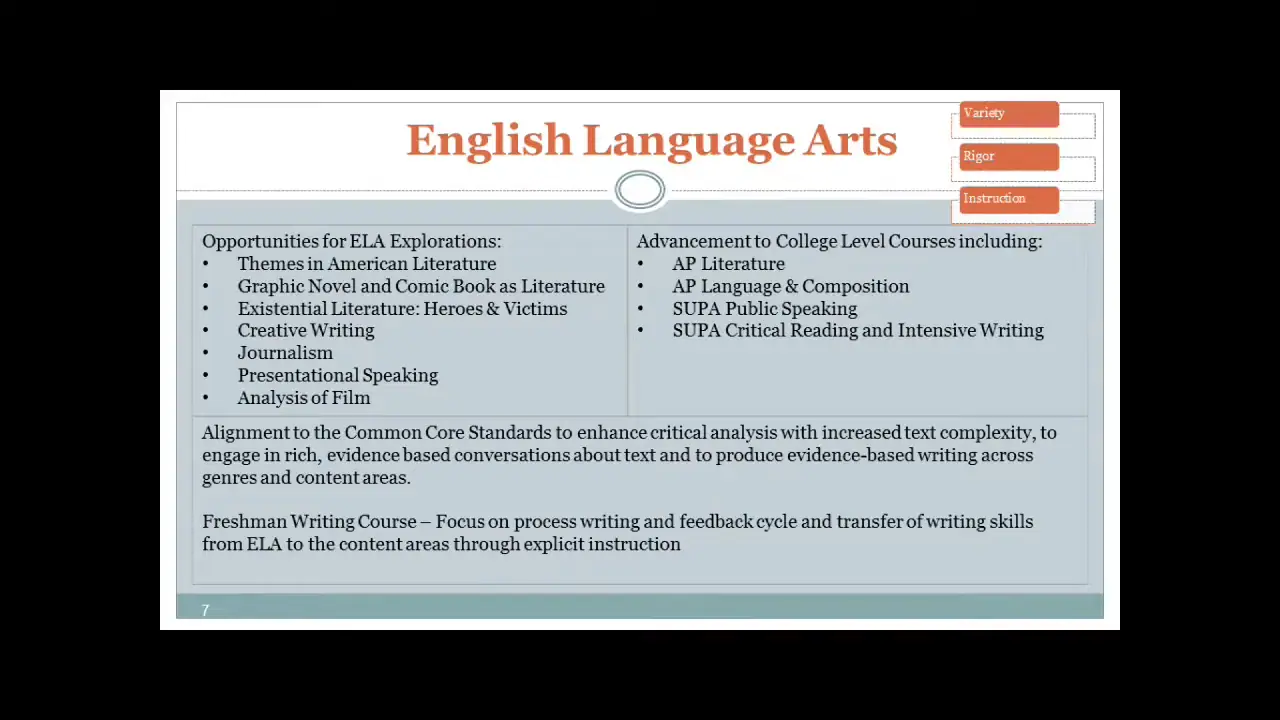 English Language Arts
Variety
Rigor
Instruction
Opportunities for ELA Explorations:
• Themes in American Literature
• Graphic Novel and Comic Book as Literature
• Existential Literature: Heroes & Victims
• Creative Writing
• Journalism
• Presentational Speaking
• Analysis of Film
Advancement to College Level Courses including:
• AP Literature
• AP Language & Composition
• SUPA Public Speaking
• SUPA Critical Reading and Intensive Writing
Alignment to the Common Core Standards to enhance critical analysis with increased text complexity, to
engage in rich, evidence based conversations about text and to produce evidence-based writing across
genres and content areas.
Freshman Writing Course – Focus on process writing and feedback cycle and transfer of writing skills
from ELA to the content areas through explicit instruction
7